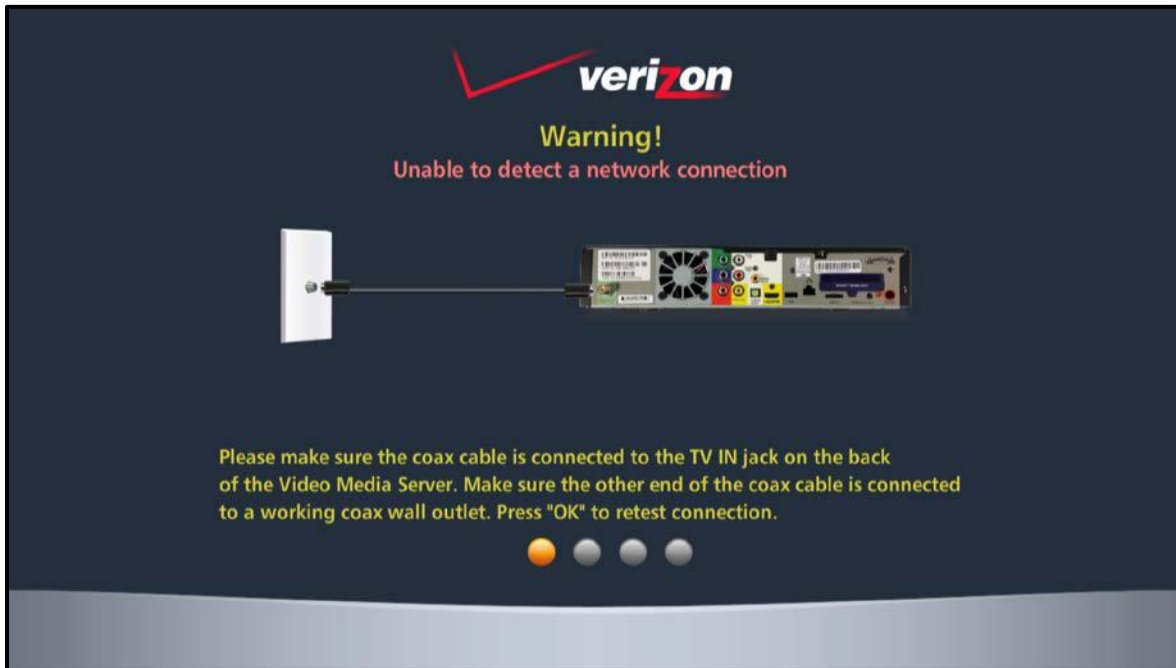 verizon
Warning!
Unable to detect a network connection
Please make sure the coax cable is connected to the TV IN jack on the back
of the Video Media Server. Make sure the other end of the coax cable is connected
to a working coax wall outlet. Press "OK" to retest connection.